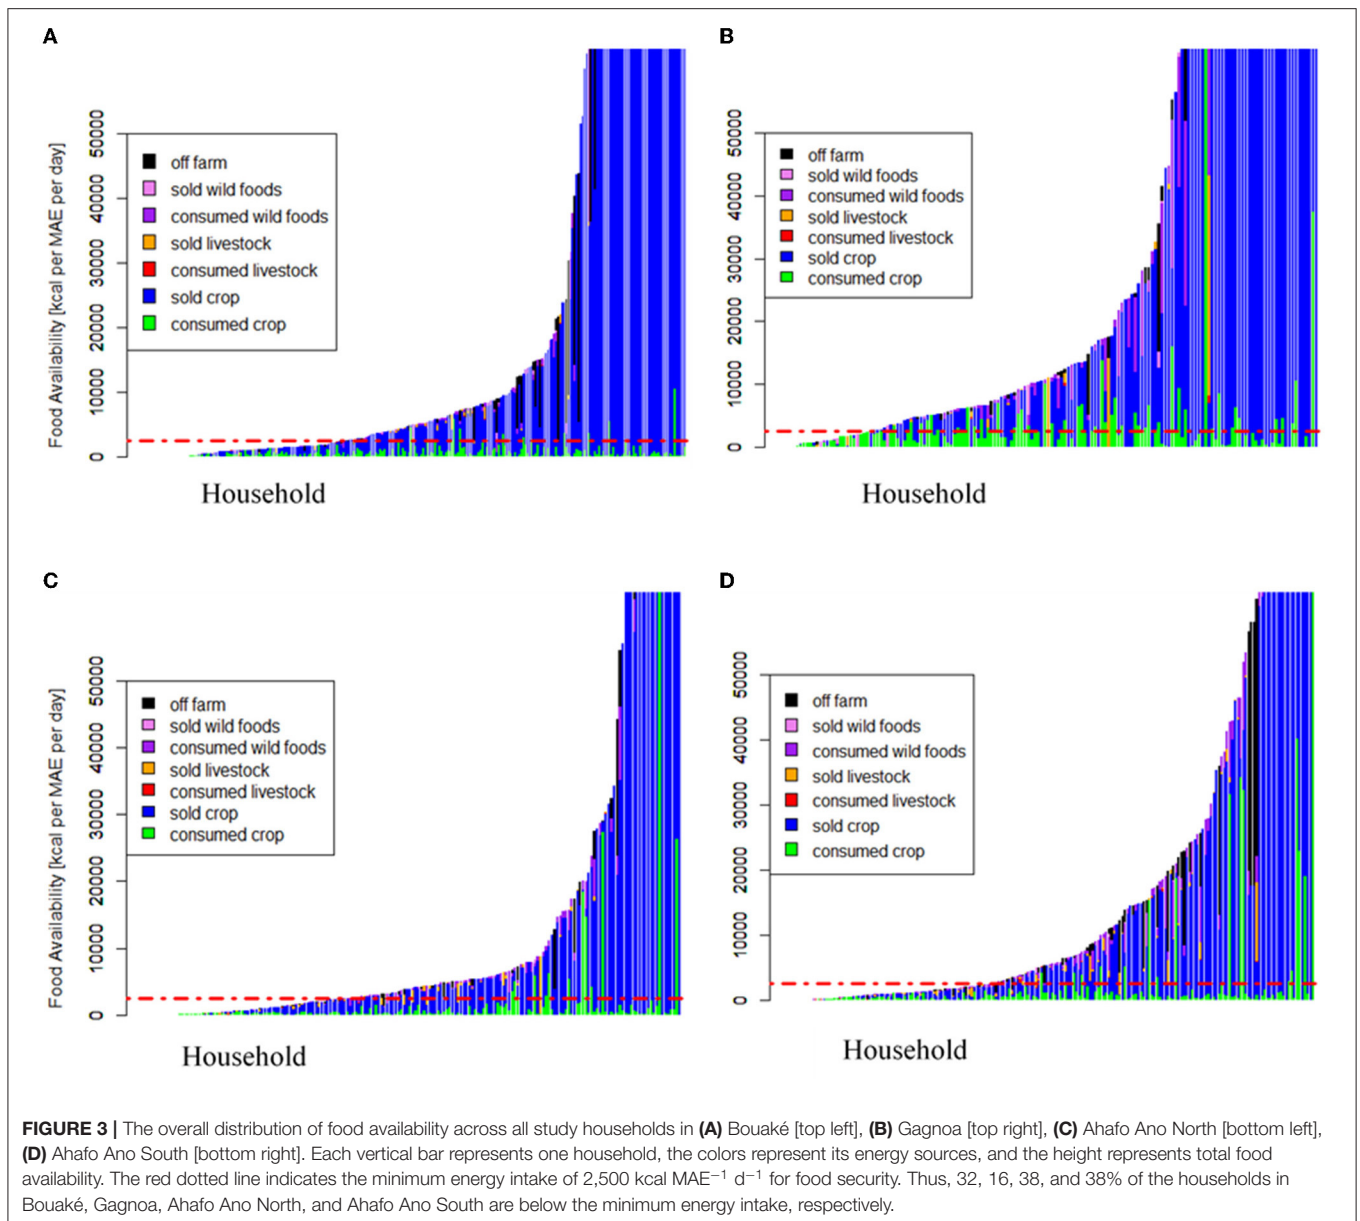 A
Food Availability [kcal per MAE per day]
50000
40000
30000
20000
10000
0
off farm
sold wild foods
consumed wild foods
sold livestock
consumed livestock
sold crop
consumed crop
Household
B
50000
40000
30000
20000
10000
0
off farm
sold wild foods
consumed wild foods
sold livestock
consumed livestock
sold crop
consumed crop
Household
C
Food Availability [kcal per MAE per day]
50000
40000
30000
20000
10000
0
off farm
sold wild foods
consumed wild foods
sold livestock
consumed livestock
sold crop
consumed crop
Household
D
50000
40000
30000
20000
10000
0
off farm
sold wild foods
consumed wild foods
sold livestock
consumed livestock
sold crop
consumed crop
Household
FIGURE 3 | The overall distribution of food availability across all study households in (A) Bouaké [top left], (B) Gagnoa [top right], (C) Ahafo Ano North [bottom left],
(D) Ahafo Ano South [bottom right]. Each vertical bar represents one household, the colors represent its energy sources, and the height represents total food
availability. The red dotted line indicates the minimum energy intake of 2,500 kcal MAE⁻¹ d⁻¹ for food security. Thus, 32, 16, 38, and 38% of the households in
Bouaké, Gagnoa, Ahafo Ano North, and Ahafo Ano South are below the minimum energy intake, respectively.